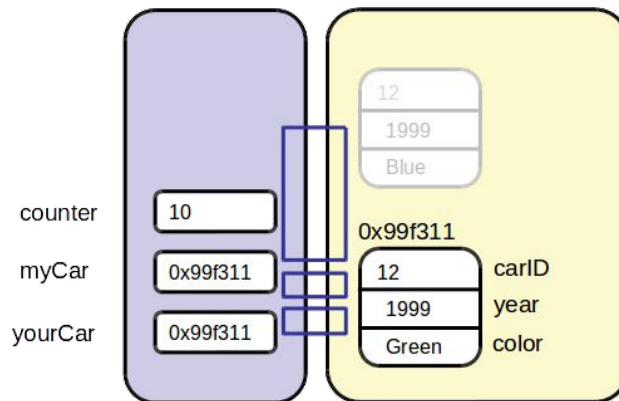 12
1999
Blue
counter
10
0x99f311
myCar
0x99f311
12
carID
1999
year
yourCar
0x99f311
Green
color